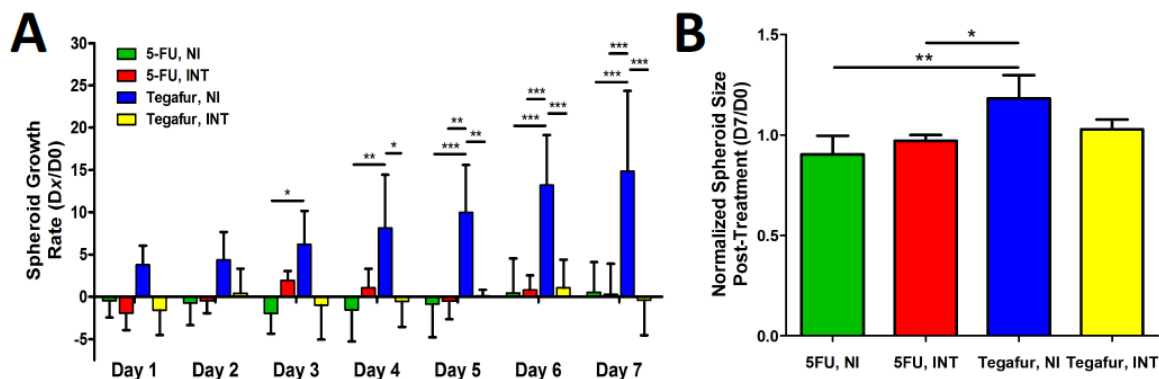 A
Spheroid Growth
Rate (Dx/D0)
30
25
20
15
10
5
0
-5
5-FU, NI
5-FU, INT
Tegafur, NI
Tegafur, INT
*
** *
*** ** **
*** *** ***
*** *** ***
Day 1 Day 2 Day 3 Day 4 Day 5 Day 6 Day 7
B
Normalized Spheroid Size
Post-Treatment (D7/D0)
1.5
1.0
0.5
0.0
*
**
5FU, NI 5FU, INT Tegafur, NI Tegafur, INT